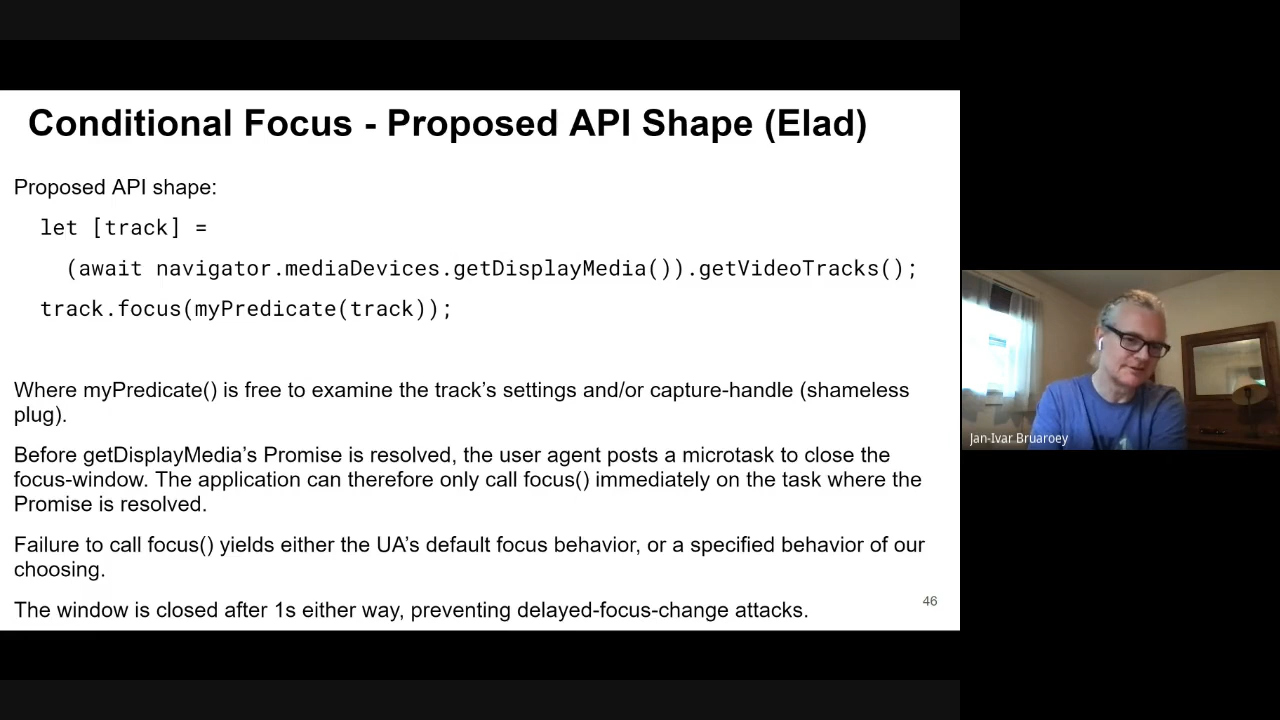 Conditional Focus - Proposed API Shape (Elad)
Proposed API shape:
let [track] =
(await navigator.mediaDevices.getDisplayMedia()).getVideoTracks();
track.focus(myPredicate(track));
Where myPredicate() is free to examine the track’s settings and/or capture-handle (shameless
plug).
Before getDisplayMedia’s Promise is resolved, the user agent posts a microtask to close the
focus-window. The application can therefore only call focus() immediately on the task where the
Promise is resolved.
Failure to call focus() yields either the UA’s default focus behavior, or a specified behavior of our
choosing.
The window is closed after 1s either way, preventing delayed-focus-change attacks.
46
Jan-Ivar Bruaroey